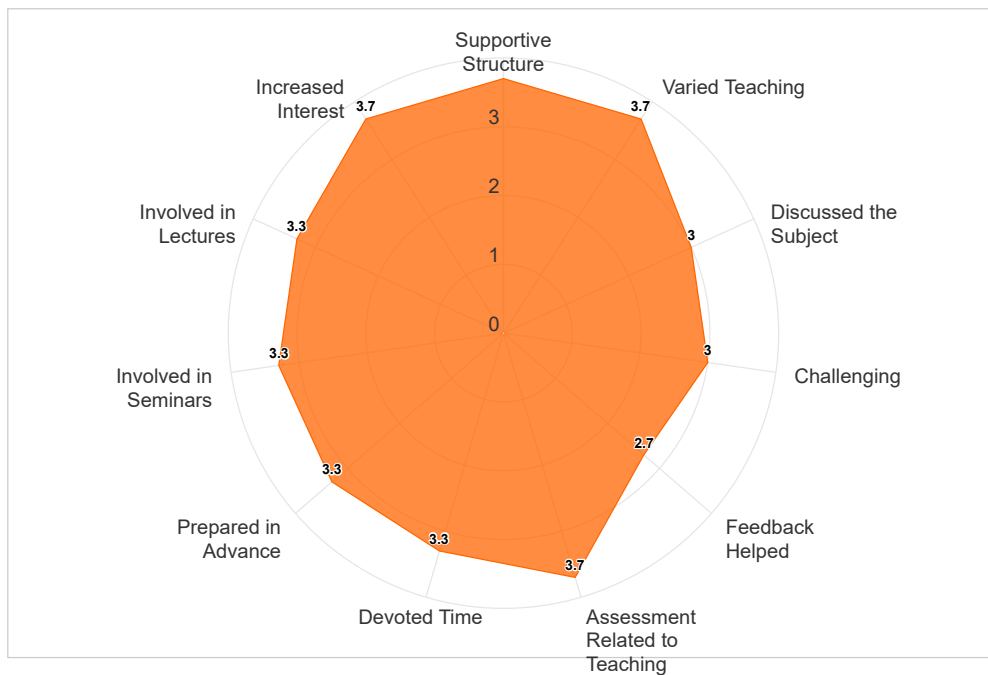 Supportive
Structure
Increased
Interest
3.7
3.7
Varied Teaching
3
2
1
0
Involved in
Lectures
3.3
3
Discussed the
Subject
Involved in
Seminars
3.3
3
Challenging
3.3
2.7
Prepared in
Advance
Feedback
Helped
3.3
3.7
Devoted Time
Assessment
Related to
Teaching